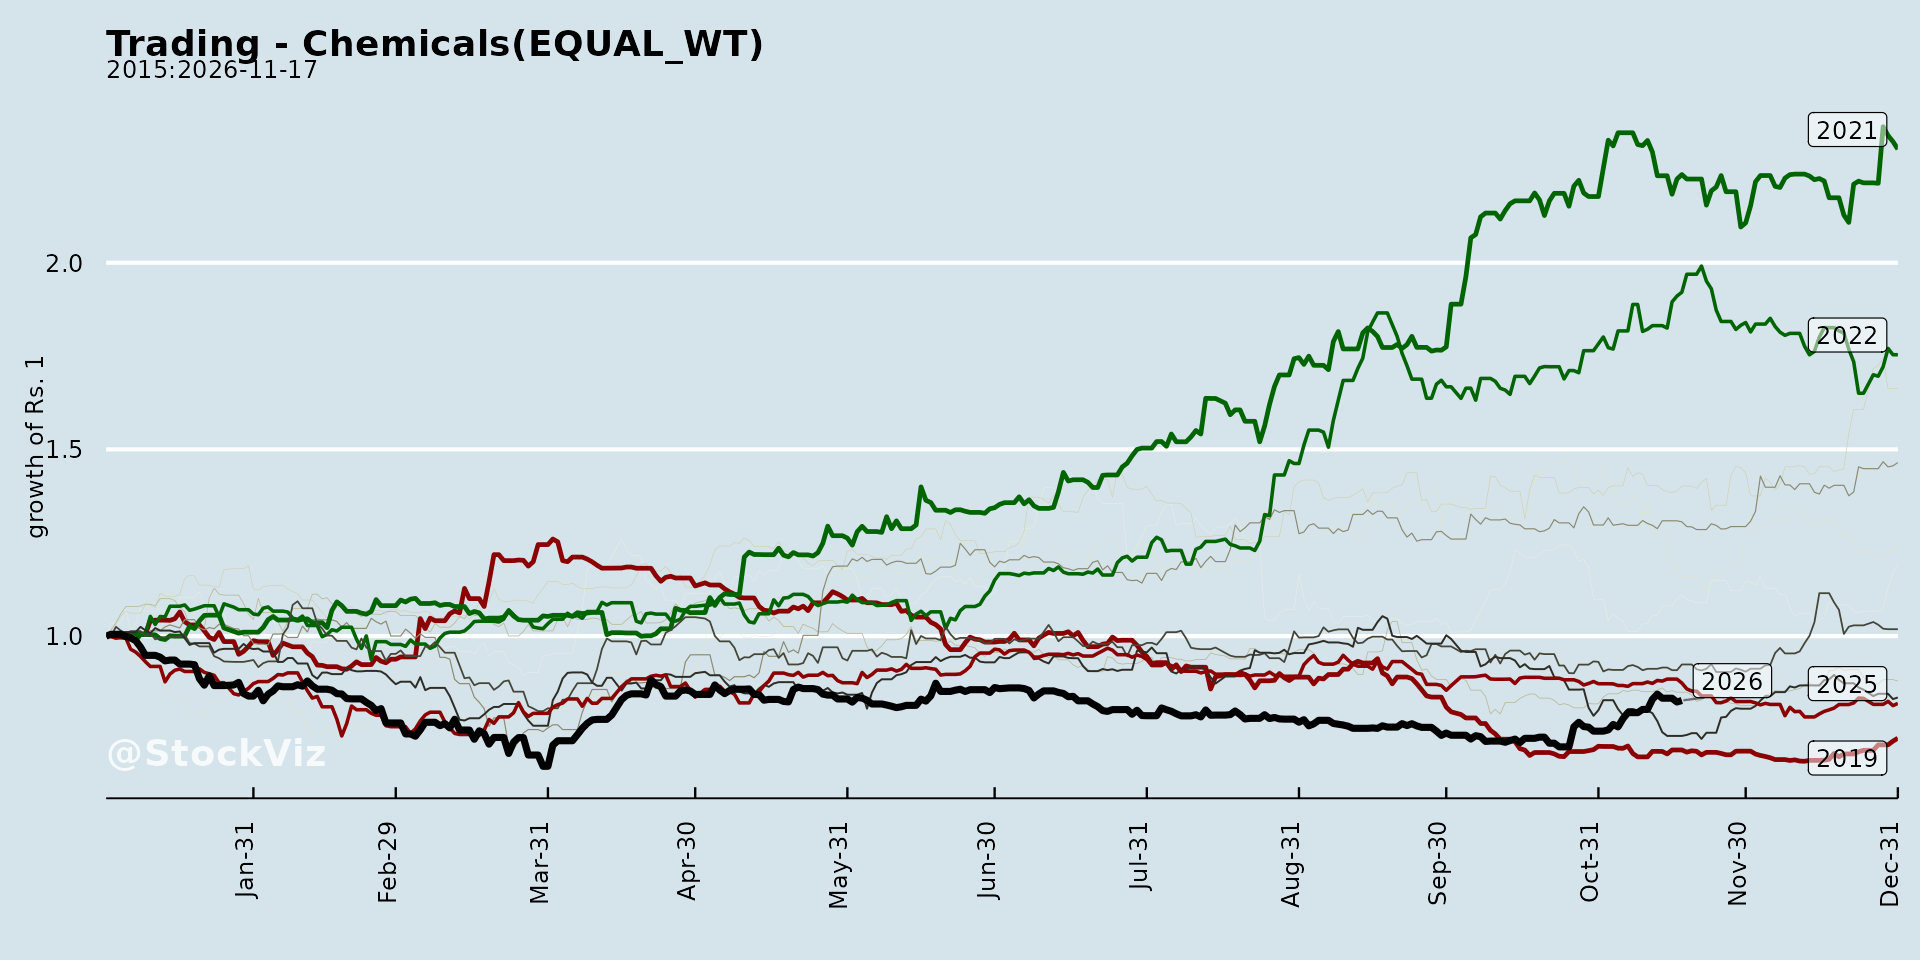 Trading - Chemicals(EQUAL_WT)
2015:2026-11-17
growth of Rs. 1
2.0
1.5
1.0
2021
2022
2026
2025
2019
@StockViz
Jan-31
Feb-29
Mar-31
Apr-30
May-31
Jun-30
Jul-31
Aug-31
Sep-30
Oct-31
Nov-30
Dec-31